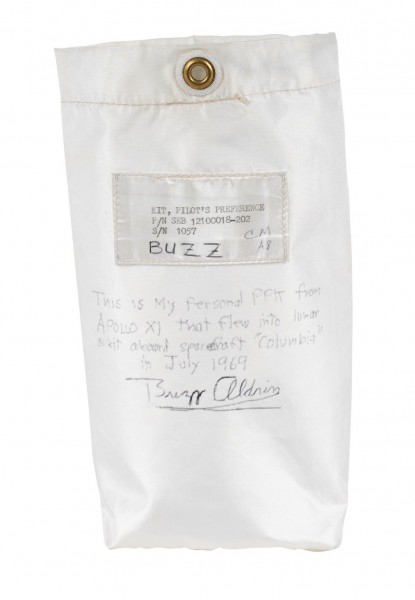 KIT, PILOT'S PREFERENCE
P/N SEB 12100018-202
S/N 1057
CM
BUZZ
A8
This is My Personal PPK from
APOLLO XI that flew into lunar
orbit aboard spacecraft "Columbia"
in July 1969
Buzz Aldrin